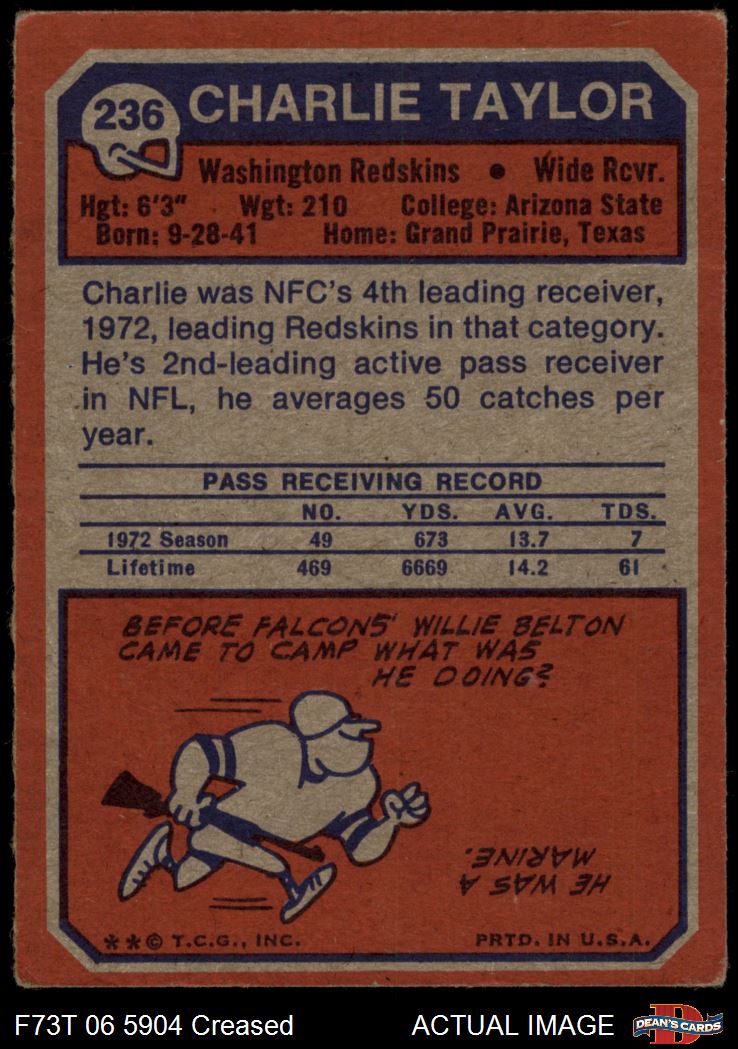 236 CHARLIE TAYLOR
Washington Redskins • Wide Rcvr.
Hgt: 6'3" Wgt: 210 College: Arizona State
Born: 9-28-41 Home: Grand Prairie, Texas
Charlie was NFC's 4th leading receiver,
1972, leading Redskins in that category.
He's 2nd-leading active pass receiver
in NFL, he averages 50 catches per
year.
PASS RECEIVING RECORD
NO. YDS. AVG. TDS.
1972 Season 49 673 13.7 7
Lifetime 469 6669 14.2 61
BEFORE FALCONS' WILLIE BELTON
CAME TO CAMP WHAT WAS
HE DOING?
HE WAS A
MARINE.
**© T.C.G., INC. PRTD. IN U.S.A.
F73T 06 5904 Creased ACTUAL IMAGE
D
DEAN'S CARDS